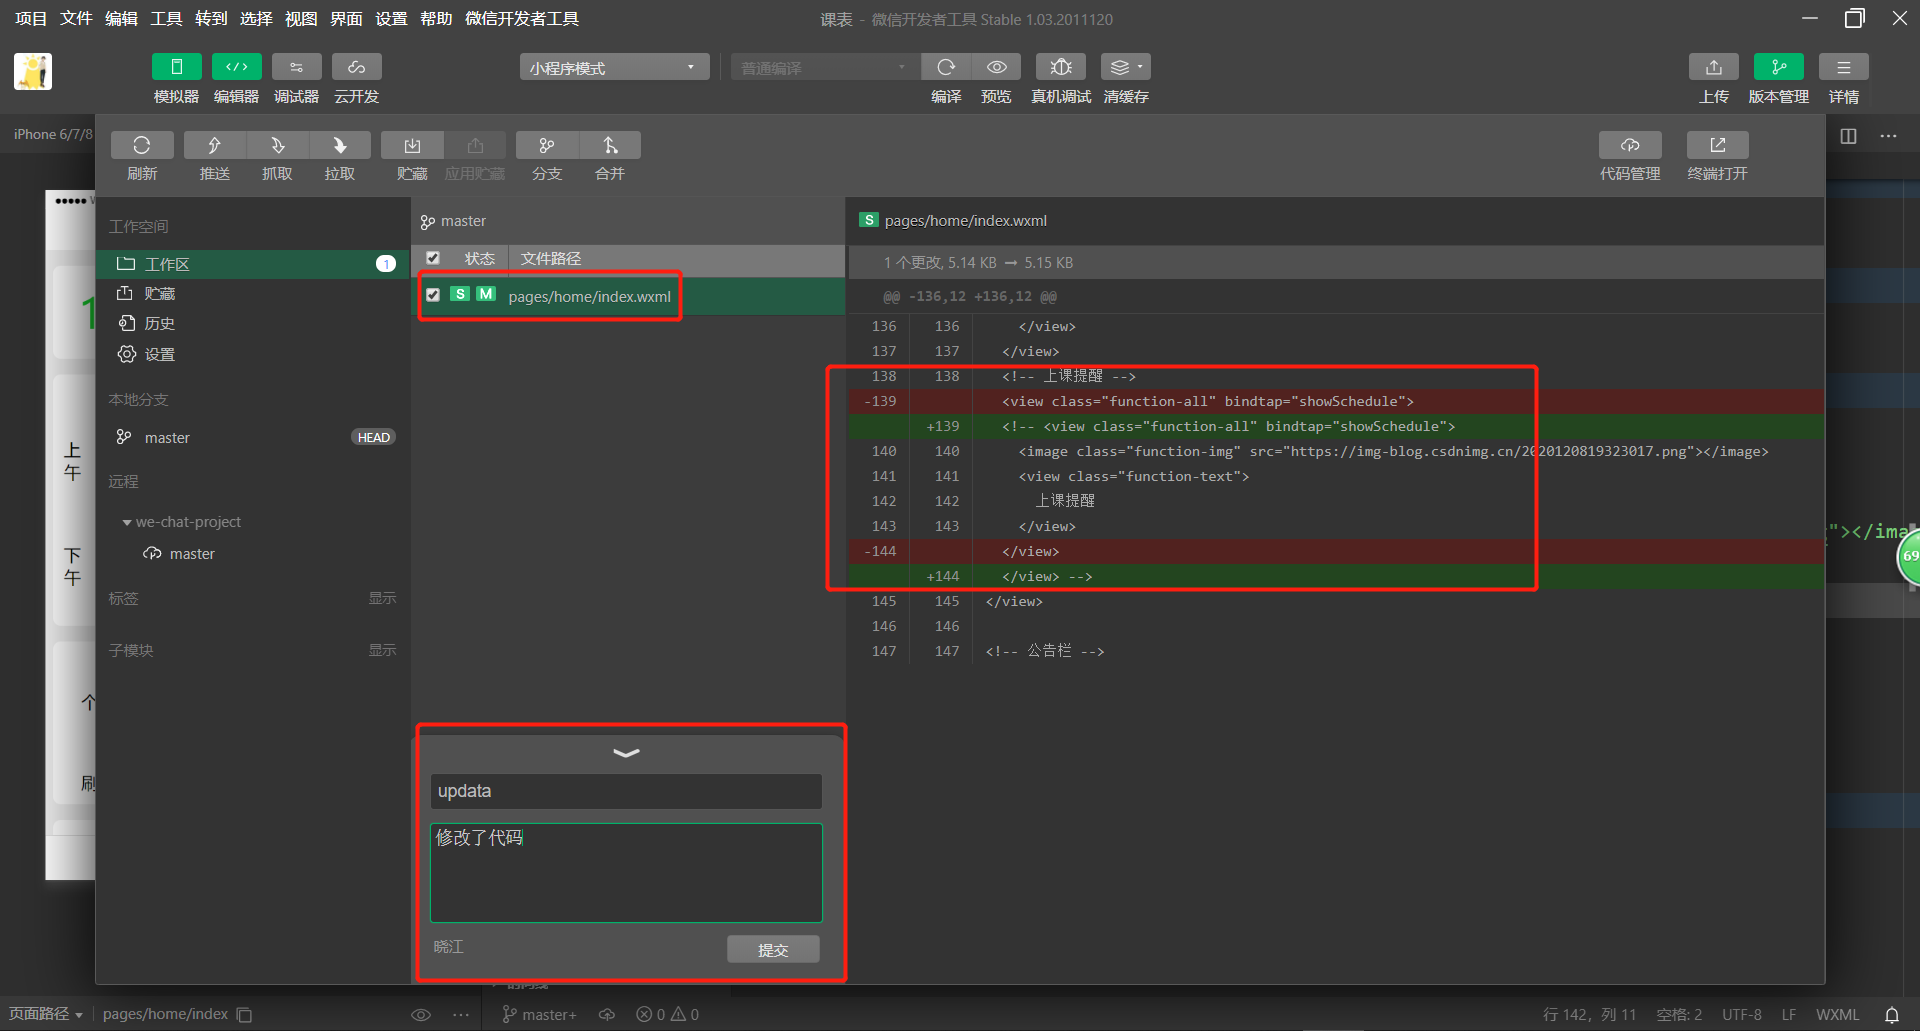 项目 文件 编辑 工具 转到 选择 视图 界面 设置 帮助 微信开发者工具
课表 - 微信开发者工具 Stable 1.03.2011120
小程序模式
普通编译
模拟器 编辑器 调试器 云开发
编译 预览 真机调试 清缓存
上传 版本管理 详情
iPhone 6/7/8
刷新 推送 抓取 拉取 贮藏 应用贮藏 分支 合并
代码管理 终端打开
工作空间
工作区 1
贮藏
历史
设置
本地分支
master HEAD
远程
we-chat-project
master
标签 显示
子模块 显示
上
午
下
午
个
刷
master
状态 文件路径
S M pages/home/index.wxml
updata
修改了代码
晓江
提交
S pages/home/index.wxml
1 个更改, 5.14 KB → 5.15 KB
@@ -136,12 +136,12 @@
136 136 </view>
137 137 </view>
138 138 <!-- 上课提醒 -->
-139 <view class="function-all" bindtap="showSchedule">
+139 <!-- <view class="function-all" bindtap="showSchedule">
140 140 <image class="function-img" src="https://img-blog.csdnimg.cn/2020120819323017.png"></image>
141 141 <view class="function-text">
142 142 上课提醒
143 143 </view>
-144 </view>
+144 </view> -->
145 145 </view>
146 146
147 147 <!-- 公告栏 -->
"></ima
69
页面路径 pages/home/index
master+ 0 0
行 142，列 11 空格: 2 UTF-8 LF WXML